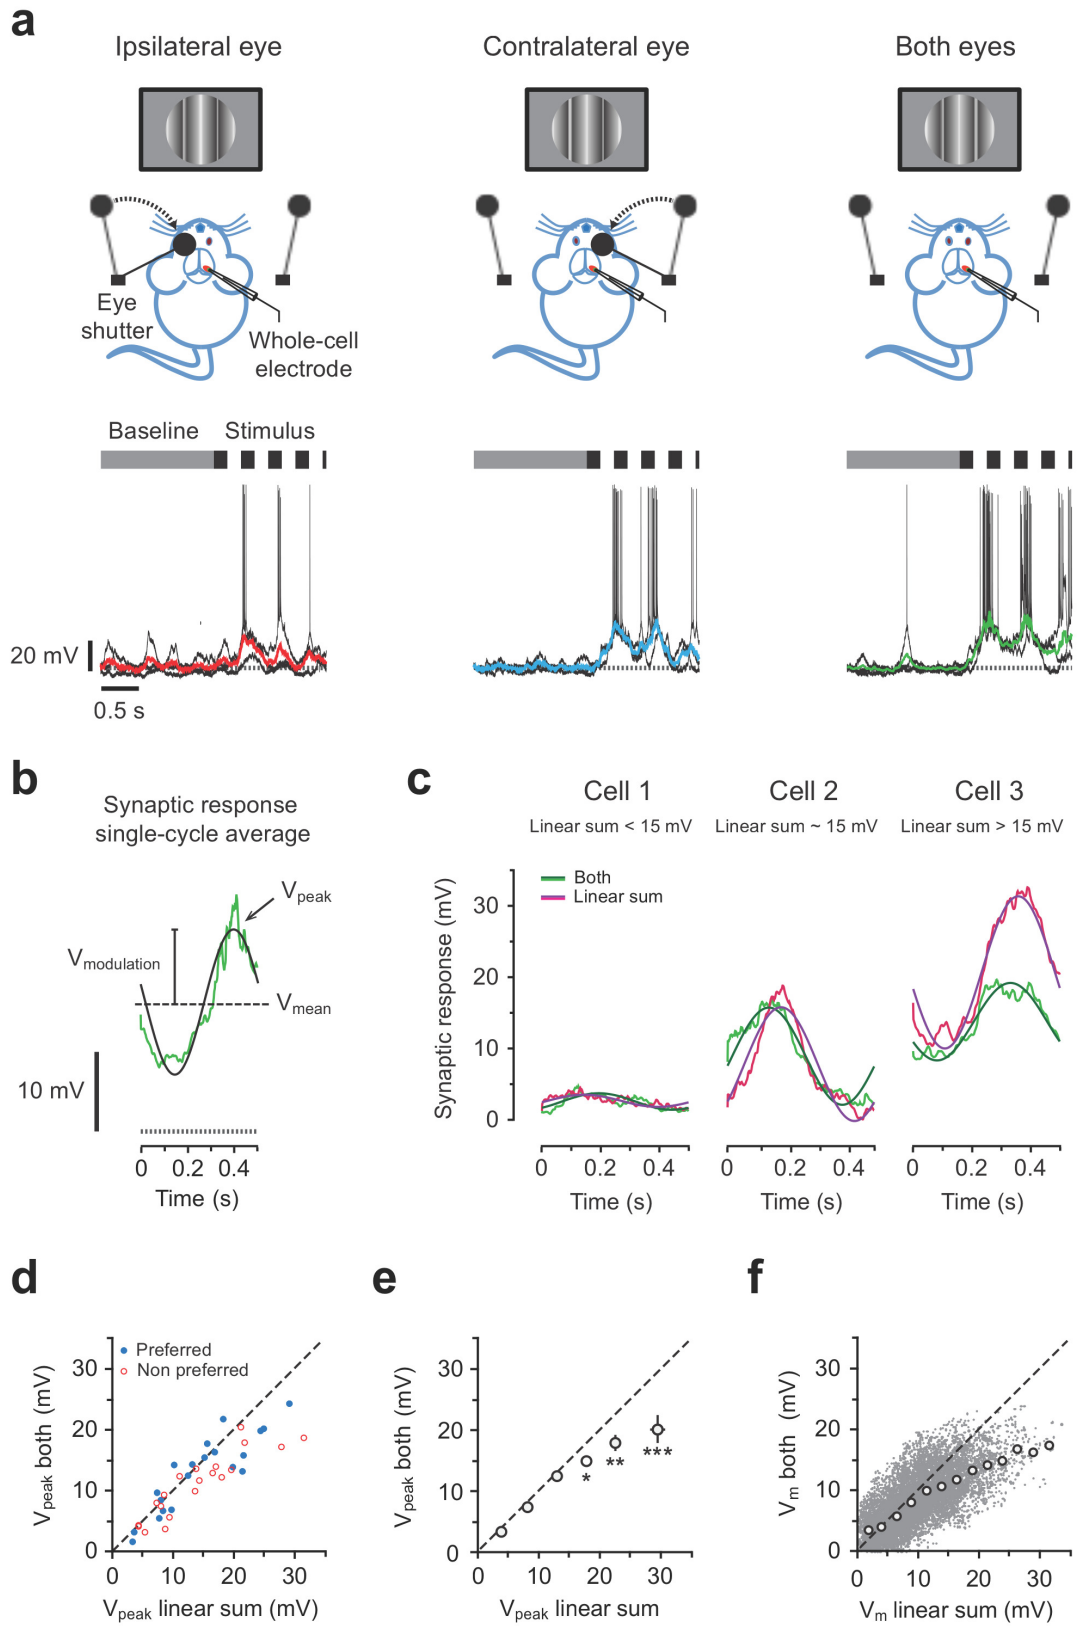 a
Ipsilateral eye
Contralateral eye
Both eyes
Eye
shutter
Whole-cell
electrode
Baseline
Stimulus
20 mV
0.5 s
b
Synaptic response
single-cycle average
Vpeak
Vmodulation
Vmean
10 mV
0 0.2 0.4
Time (s)
c
Cell 1
Cell 2
Cell 3
Linear sum < 15 mV
Linear sum ~ 15 mV
Linear sum > 15 mV
Both
Linear sum
Synaptic response (mV)
30
20
10
0
0 0.2 0.4
Time (s)
0 0.2 0.4
Time (s)
0 0.2 0.4
Time (s)
d
Preferred
Non preferred
Vpeak both (mV)
30
20
10
0
0 10 20 30
Vpeak linear sum (mV)
e
Vpeak both (mV)
30
20
10
0
* ** ***
0 10 20 30
Vpeak linear sum
f
Vm both (mV)
30
20
10
0
0 10 20 30
Vm linear sum (mV)